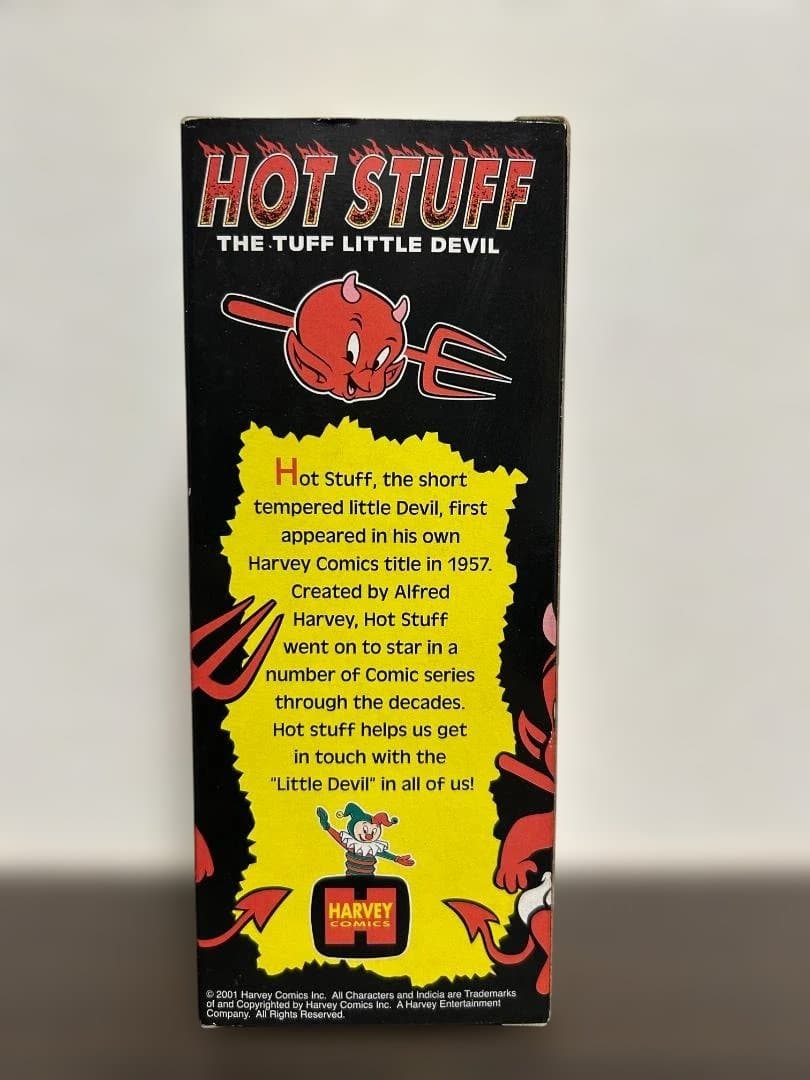 HOT STUFF
THE TUFF LITTLE DEVIL
Hot Stuff, the short
tempered little Devil, first
appeared in his own
Harvey Comics title in 1957.
Created by Alfred
Harvey, Hot Stuff
went on to star in a
number of Comic series
through the decades.
Hot stuff helps us get
in touch with the
"Little Devil" in all of us!
HARVEY
COMICS
© 2001 Harvey Comics Inc. All Characters and Indicia are Trademarks
of and Copyrighted by Harvey Comics Inc. A Harvey Entertainment
Company. All Rights Reserved.